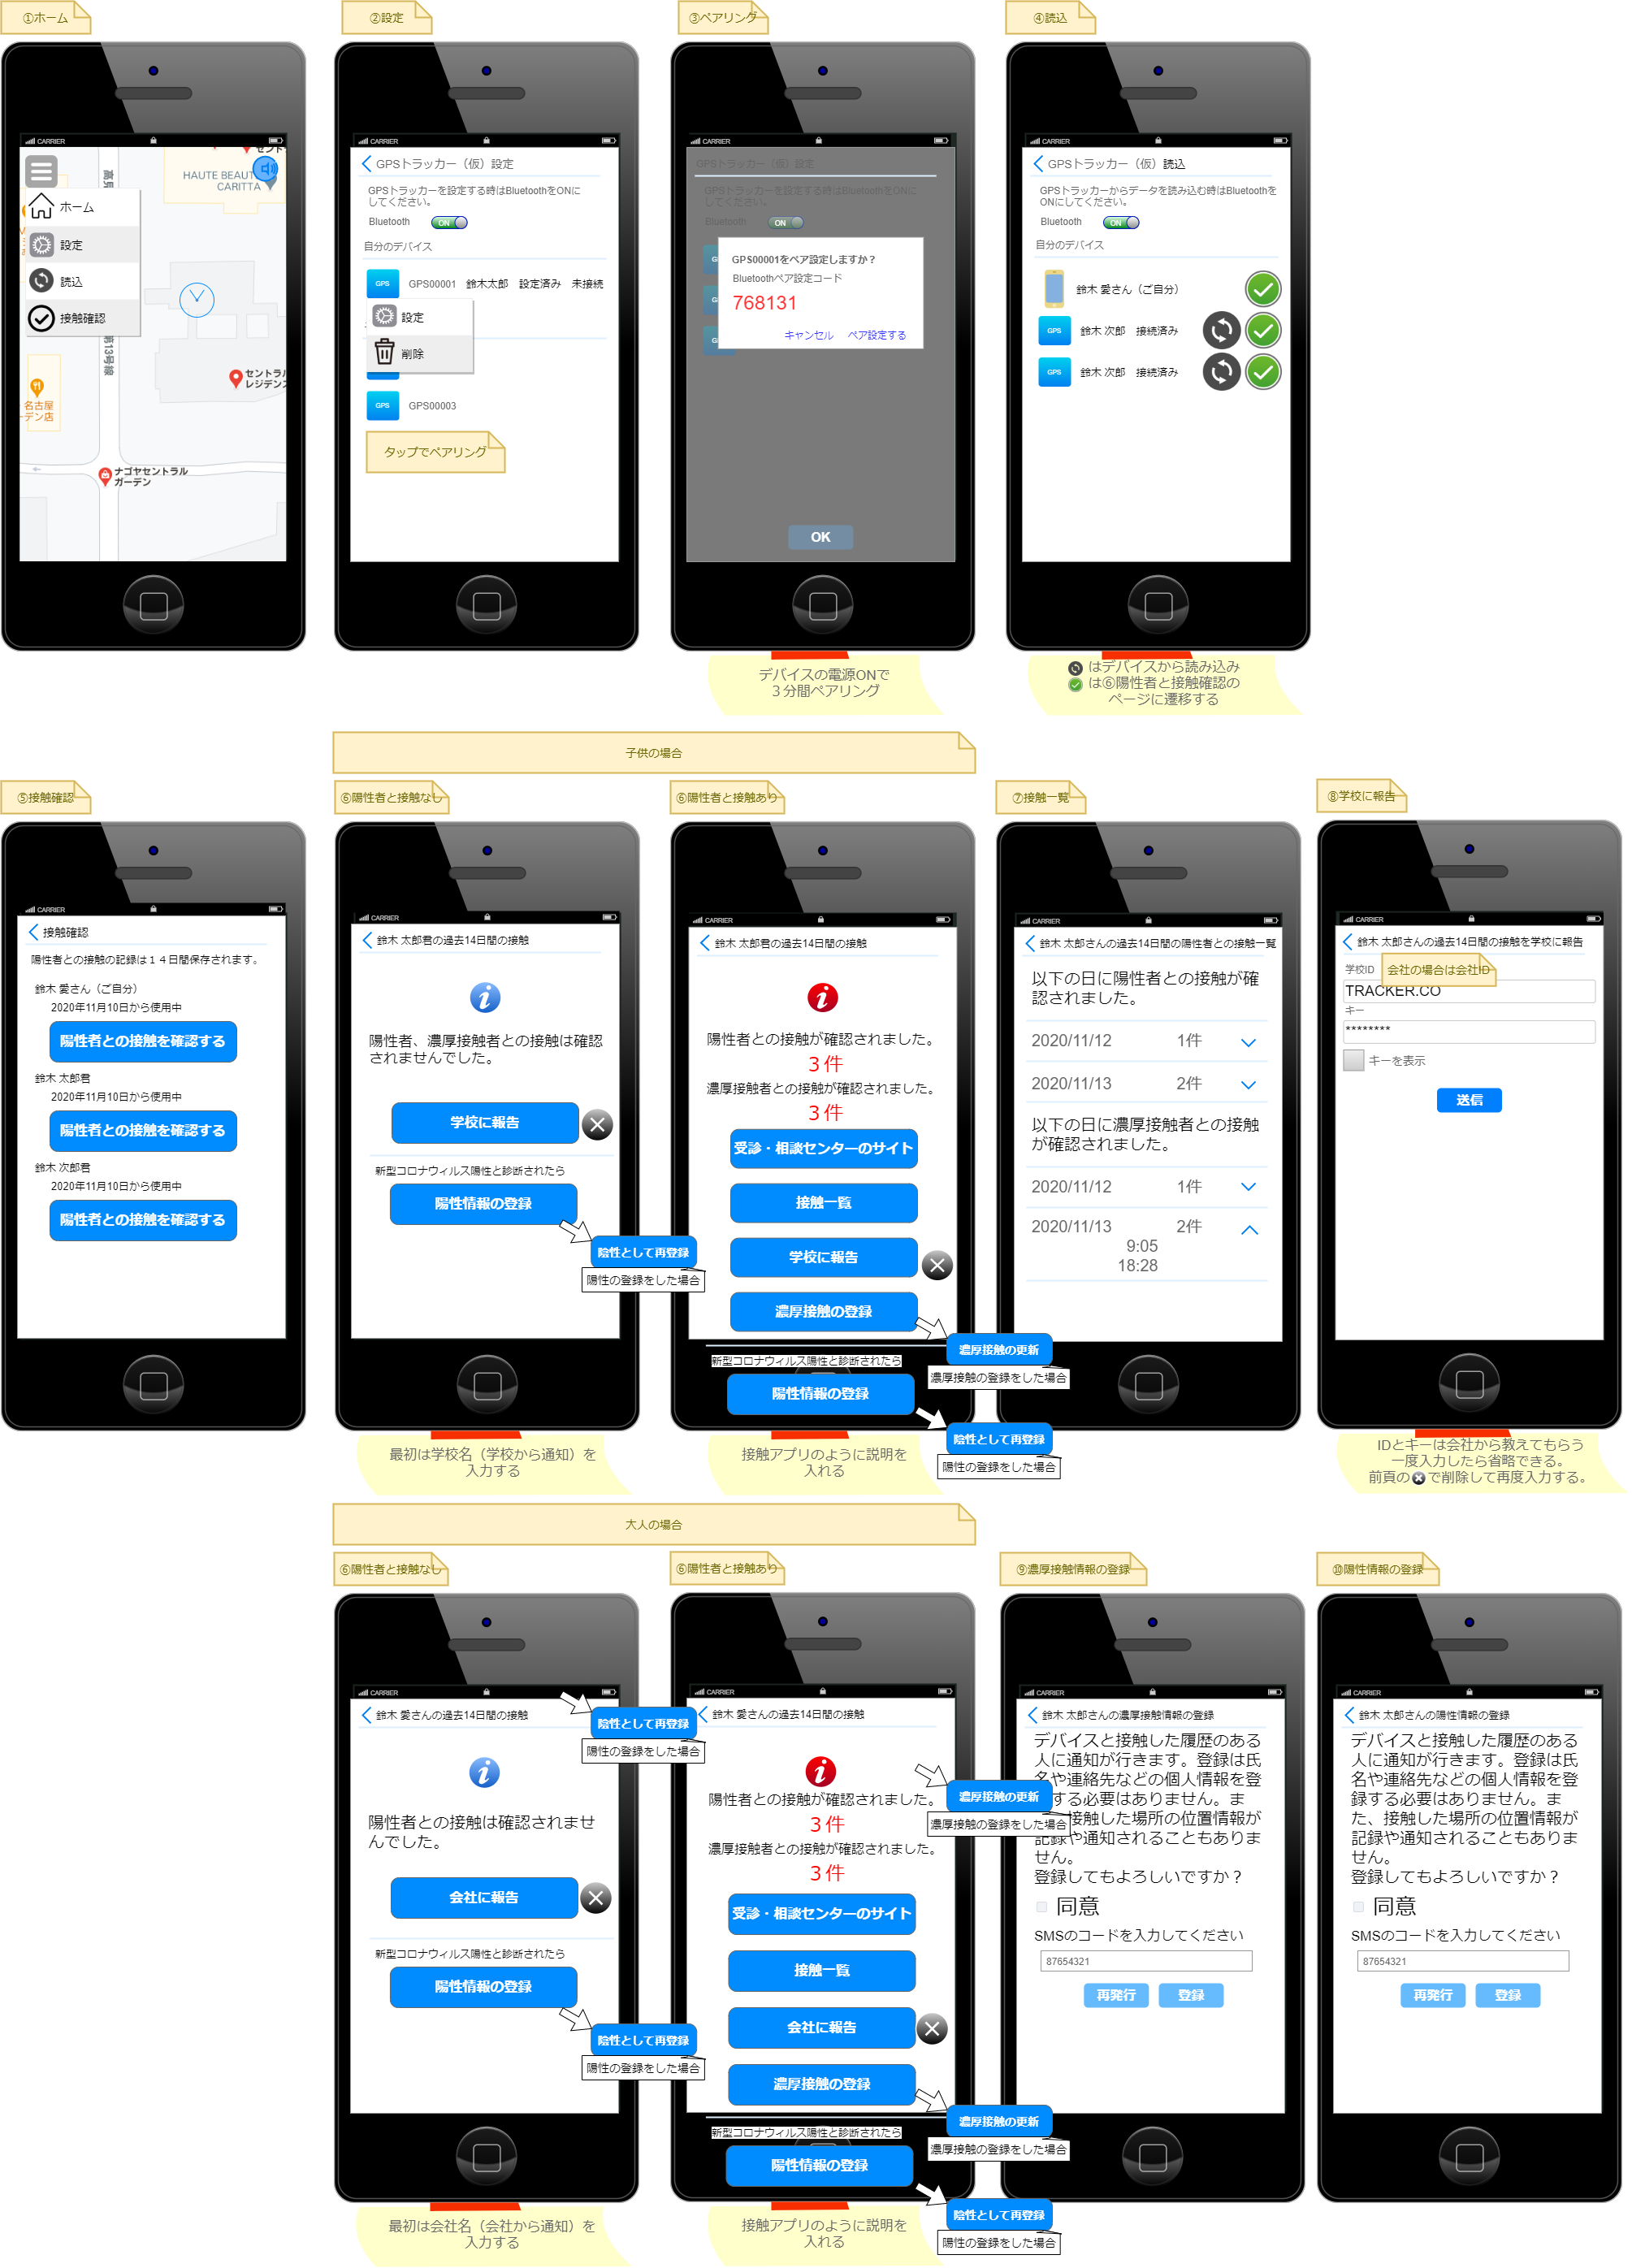 ①ホーム
②設定
③ペアリング
④読込
CARRIER
HAUTE BEAUT
CARITTA
ホーム
設定
読込
接触確認
第13号線
セントラル
レジデンス
名古屋
ーデン店
ナゴヤセントラル
ガーデン
CARRIER
GPSトラッカー（仮）設定
GPSトラッカーを設定する時はBluetoothをONに
してください。
Bluetooth
ON
自分のデバイス
GPS
GPS00001 鈴木太郎 設定済み 未接続
設定
削除
GPS
GPS00003
タップでペアリング
CARRIER
GPSトラッカー（仮）設定
GPSトラッカーを設定する時はBluetoothをONに
してください。
Bluetooth
ON
GPS00001をペア設定しますか？
Bluetoothペア設定コード
768131
キャンセル ペア設定する
OK
デバイスの電源ONで
３分間ペアリング
CARRIER
GPSトラッカー（仮）読込
GPSトラッカーからデータを読み込む時はBluetoothを
ONにしてください。
Bluetooth
ON
自分のデバイス
鈴木 愛さん（ご自分）
GPS
鈴木 次郎 接続済み
GPS
鈴木 次郎 接続済み
はデバイスから読み込み
は⑥陽性者と接触確認の
ページに遷移する
子供の場合
⑤接触確認
⑥陽性者と接触なし
⑥陽性者と接触あり
⑦接触一覧
⑧学校に報告
CARRIER
接触確認
陽性者との接触の記録は１４日間保存されます。
鈴木 愛さん（ご自分）
2020年11月10日から使用中
陽性者との接触を確認する
鈴木 太郎君
2020年11月10日から使用中
陽性者との接触を確認する
鈴木 次郎君
2020年11月10日から使用中
陽性者との接触を確認する
CARRIER
鈴木 太郎君の過去14日間の接触
陽性者、濃厚接触者との接触は確認
されませんでした。
学校に報告
新型コロナウィルス陽性と診断されたら
陽性情報の登録
陰性として再登録
陽性の登録をした場合
最初は学校名（学校から通知）を
入力する
CARRIER
鈴木 太郎君の過去14日間の接触
陽性者との接触が確認されました。
３件
濃厚接触者との接触が確認されました。
３件
受診・相談センターのサイト
接触一覧
学校に報告
濃厚接触の登録
濃厚接触の更新
濃厚接触の登録をした場合
新型コロナウィルス陽性と診断されたら
陽性情報の登録
陰性として再登録
陽性の登録をした場合
接触アプリのように説明を
入れる
CARRIER
鈴木 太郎さんの過去14日間の陽性者との接触一覧
以下の日に陽性者との接触が確
認されました。
2020/11/12 1件
2020/11/13 2件
以下の日に濃厚接触者との接触
が確認されました。
2020/11/12 1件
2020/11/13 2件
9:05
18:28
CARRIER
鈴木 太郎さんの過去14日間の接触を学校に報告
学校ID
会社の場合は会社ID
TRACKER.CO
キー
********
キーを表示
送信
IDとキーは会社から教えてもらう
一度入力したら省略できる。
前頁の で削除して再度入力する。
大人の場合
⑥陽性者と接触なし
⑥陽性者と接触あり
⑨濃厚接触情報の登録
⑩陽性情報の登録
CARRIER
鈴木 愛さんの過去14日間の接触
陰性として再登録
陽性の登録をした場合
陽性者との接触は確認されませ
んでした。
会社に報告
新型コロナウィルス陽性と診断されたら
陽性情報の登録
陰性として再登録
陽性の登録をした場合
最初は会社名（会社から通知）を
入力する
CARRIER
鈴木 愛さんの過去14日間の接触
陽性者との接触が確認されました。
３件
濃厚接触者との接触が確認されました。
３件
濃厚接触の更新
濃厚接触の登録をした場合
受診・相談センターのサイト
接触一覧
会社に報告
濃厚接触の登録
濃厚接触の更新
濃厚接触の登録をした場合
新型コロナウィルス陽性と診断されたら
陽性情報の登録
陰性として再登録
陽性の登録をした場合
接触アプリのように説明を
入れる
CARRIER
鈴木 太郎さんの濃厚接触情報の登録
デバイスと接触した履歴のある
人に通知が行きます。登録は氏
名や連絡先などの個人情報を登
する必要はありません。ま
接触した場所の位置情報が
記録や通知されることもありま
せん。
登録してもよろしいですか？
同意
SMSのコードを入力してください
87654321
再発行 登録
CARRIER
鈴木 太郎さんの陽性情報の登録
デバイスと接触した履歴のある
人に通知が行きます。登録は氏
名や連絡先などの個人情報を登
録する必要はありません。ま
た、接触した場所の位置情報が
記録や通知されることもありま
せん。
登録してもよろしいですか？
同意
SMSのコードを入力してください
87654321
再発行 登録